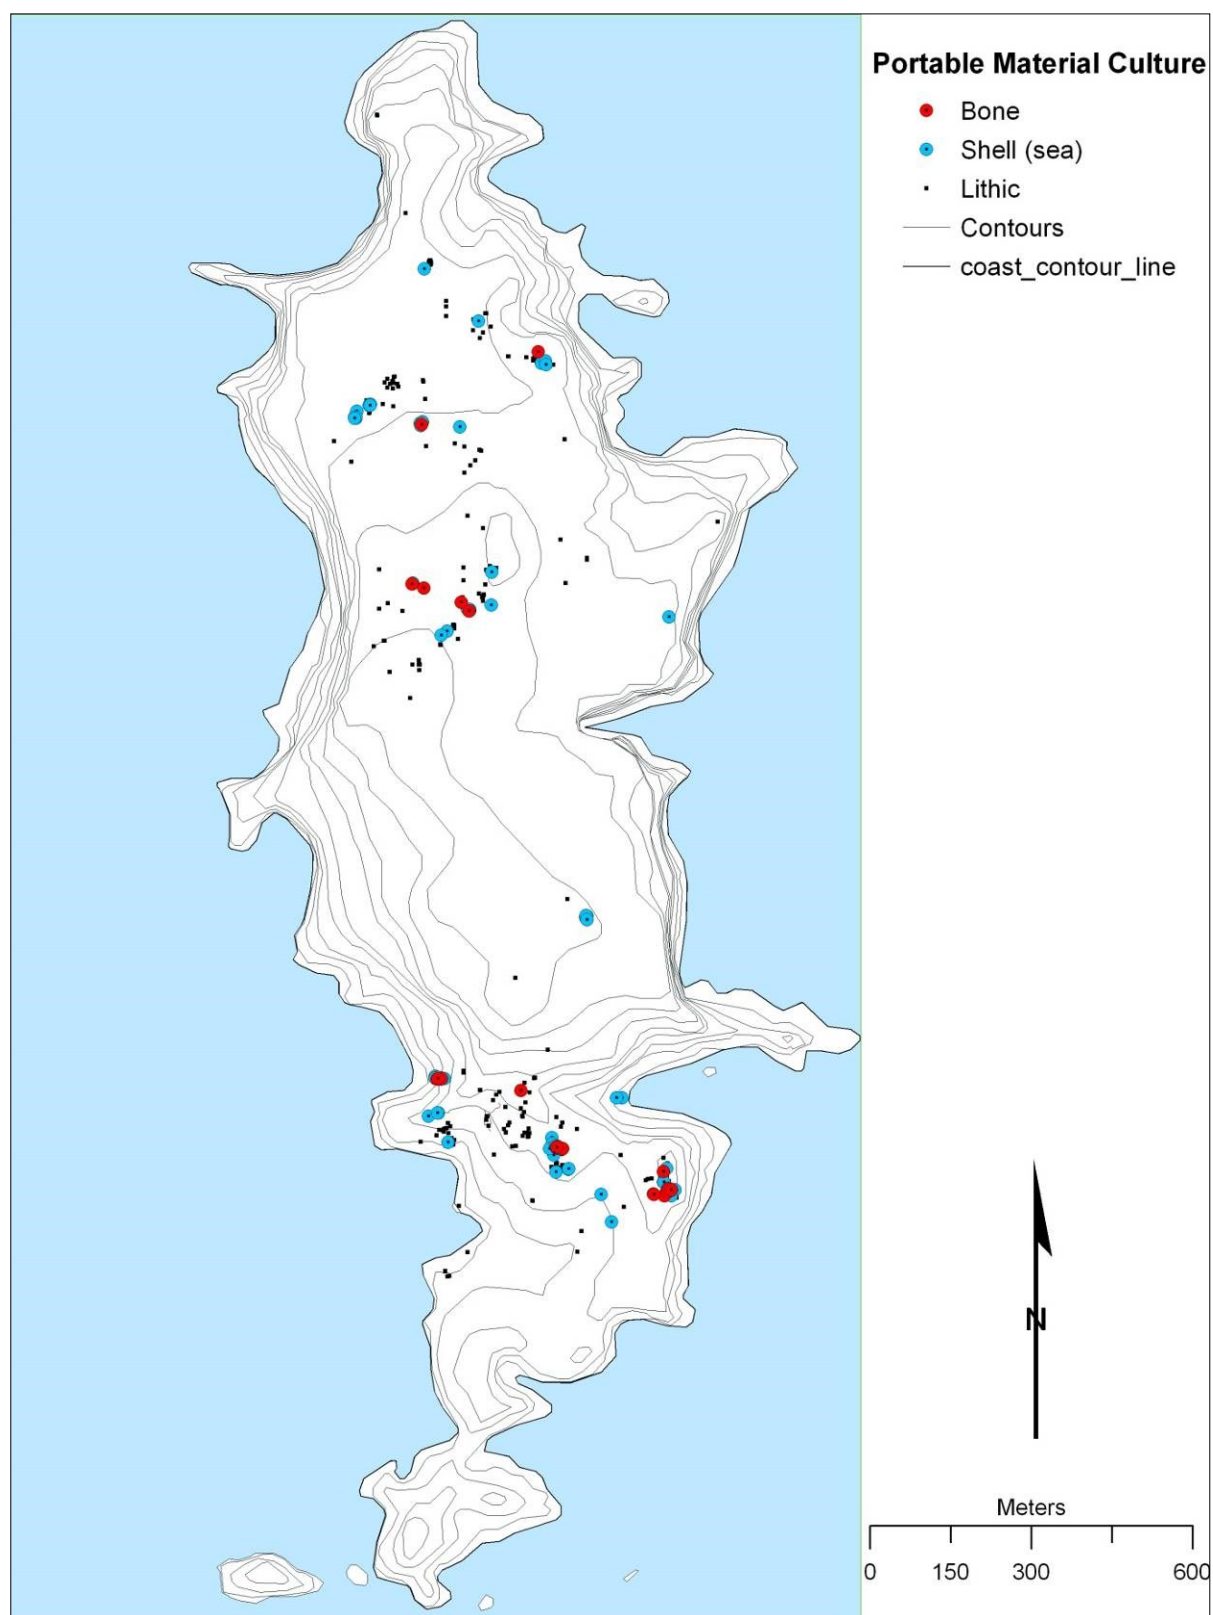 Portable Material Culture
Bone
Shell (sea)
Lithic
Contours
coast_contour_line
N
Meters
0 150 300 600